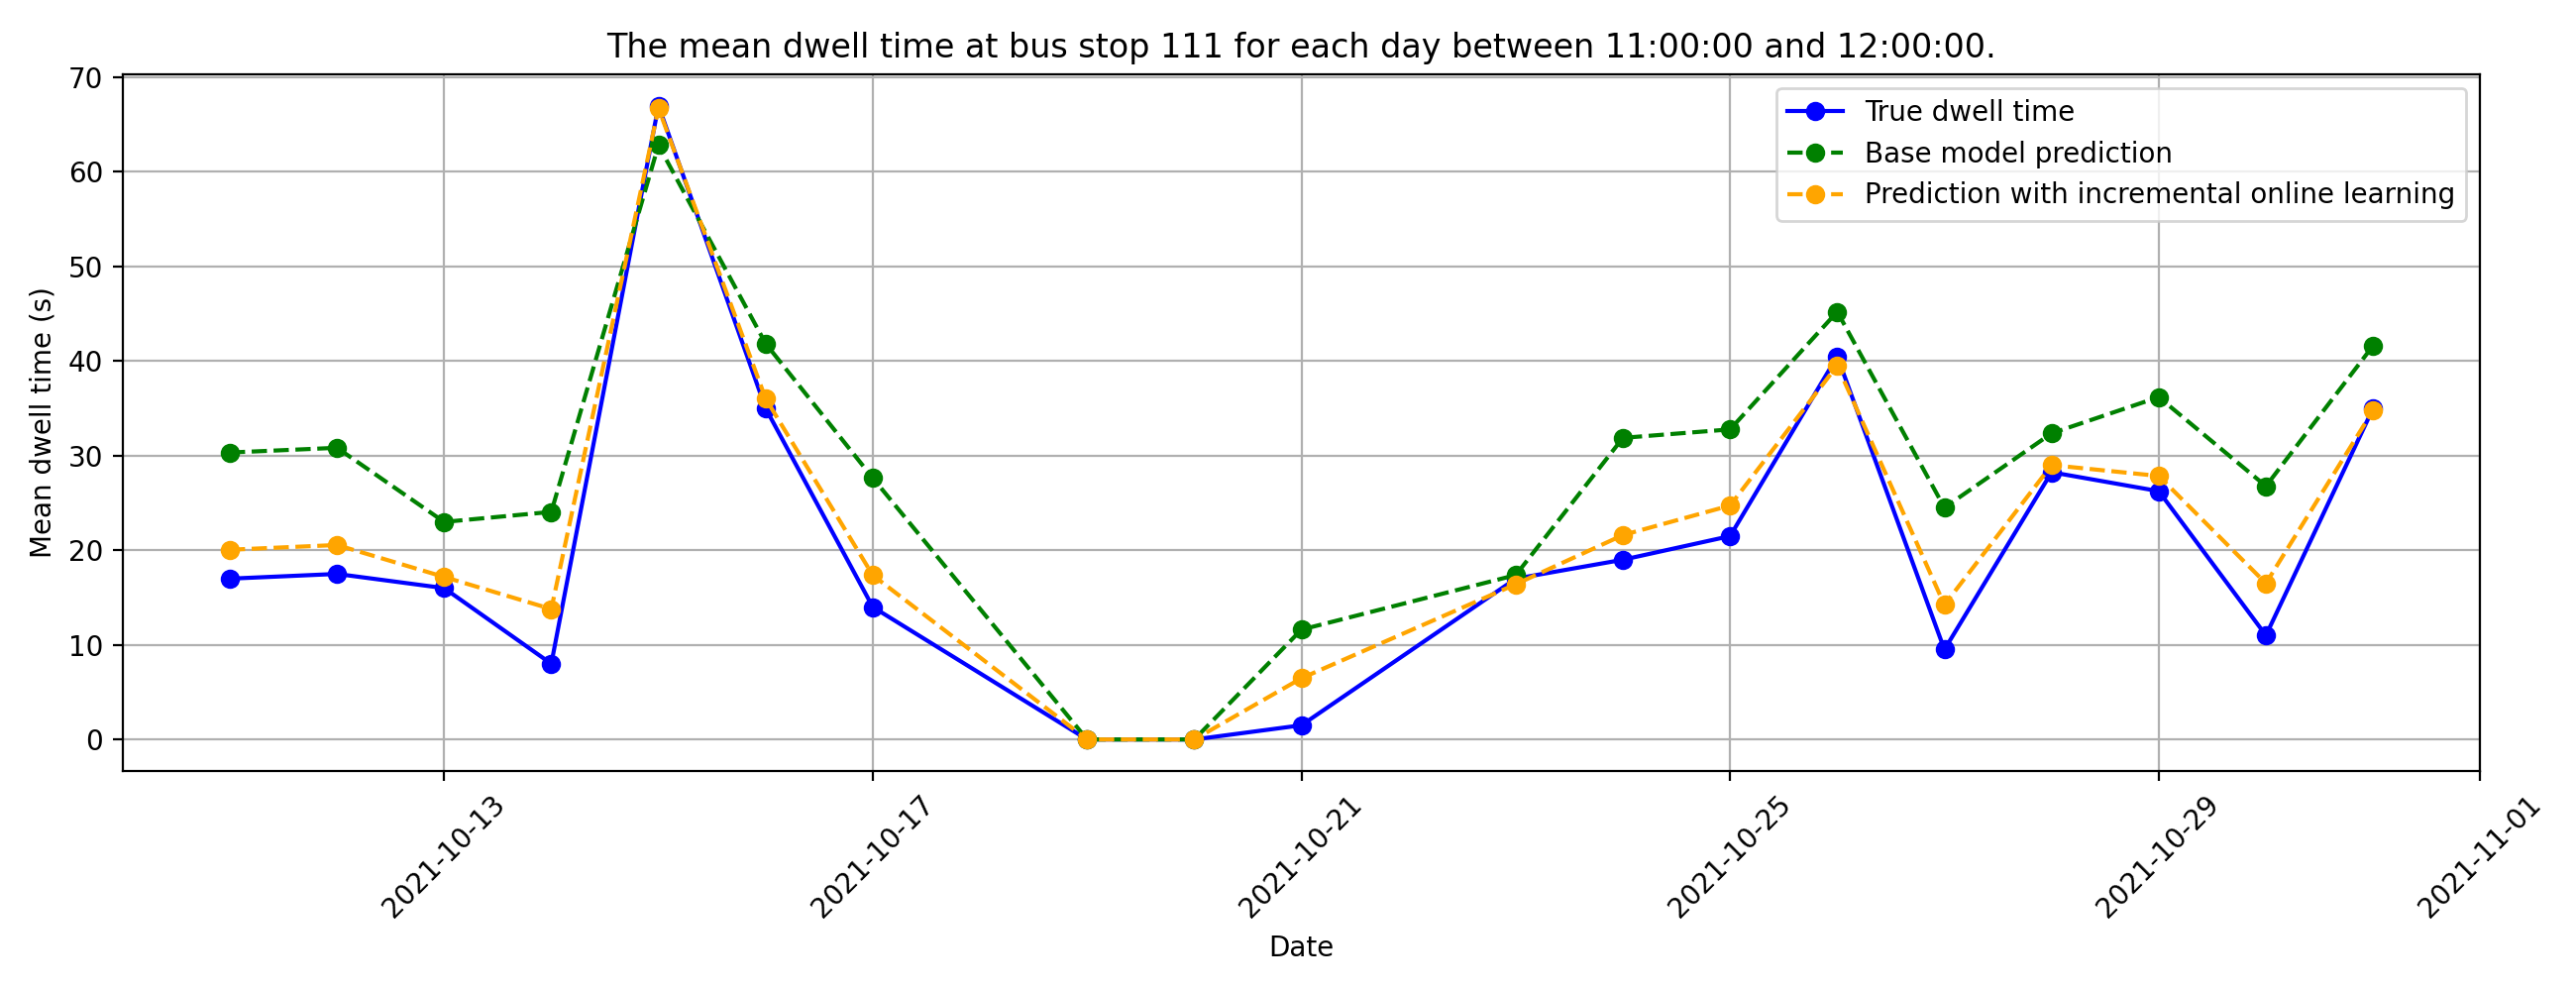 The mean dwell time at bus stop 111 for each day between 11:00:00 and 12:00:00.
70
60
50
40
30
20
10
0
Mean dwell time (s)
True dwell time
Base model prediction
Prediction with incremental online learning
2021-10-13
2021-10-17
2021-10-21
2021-10-25
2021-10-29
2021-11-01
Date